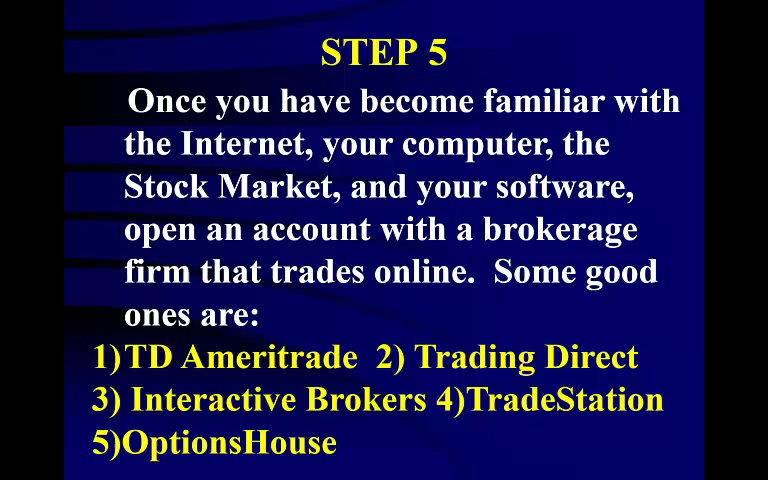 STEP 5
Once you have become familiar with
the Internet, your computer, the
Stock Market, and your software,
open an account with a brokerage
firm that trades online.  Some good
ones are:
1)TD Ameritrade  2) Trading Direct
3) Interactive Brokers 4)TradeStation
5)OptionsHouse